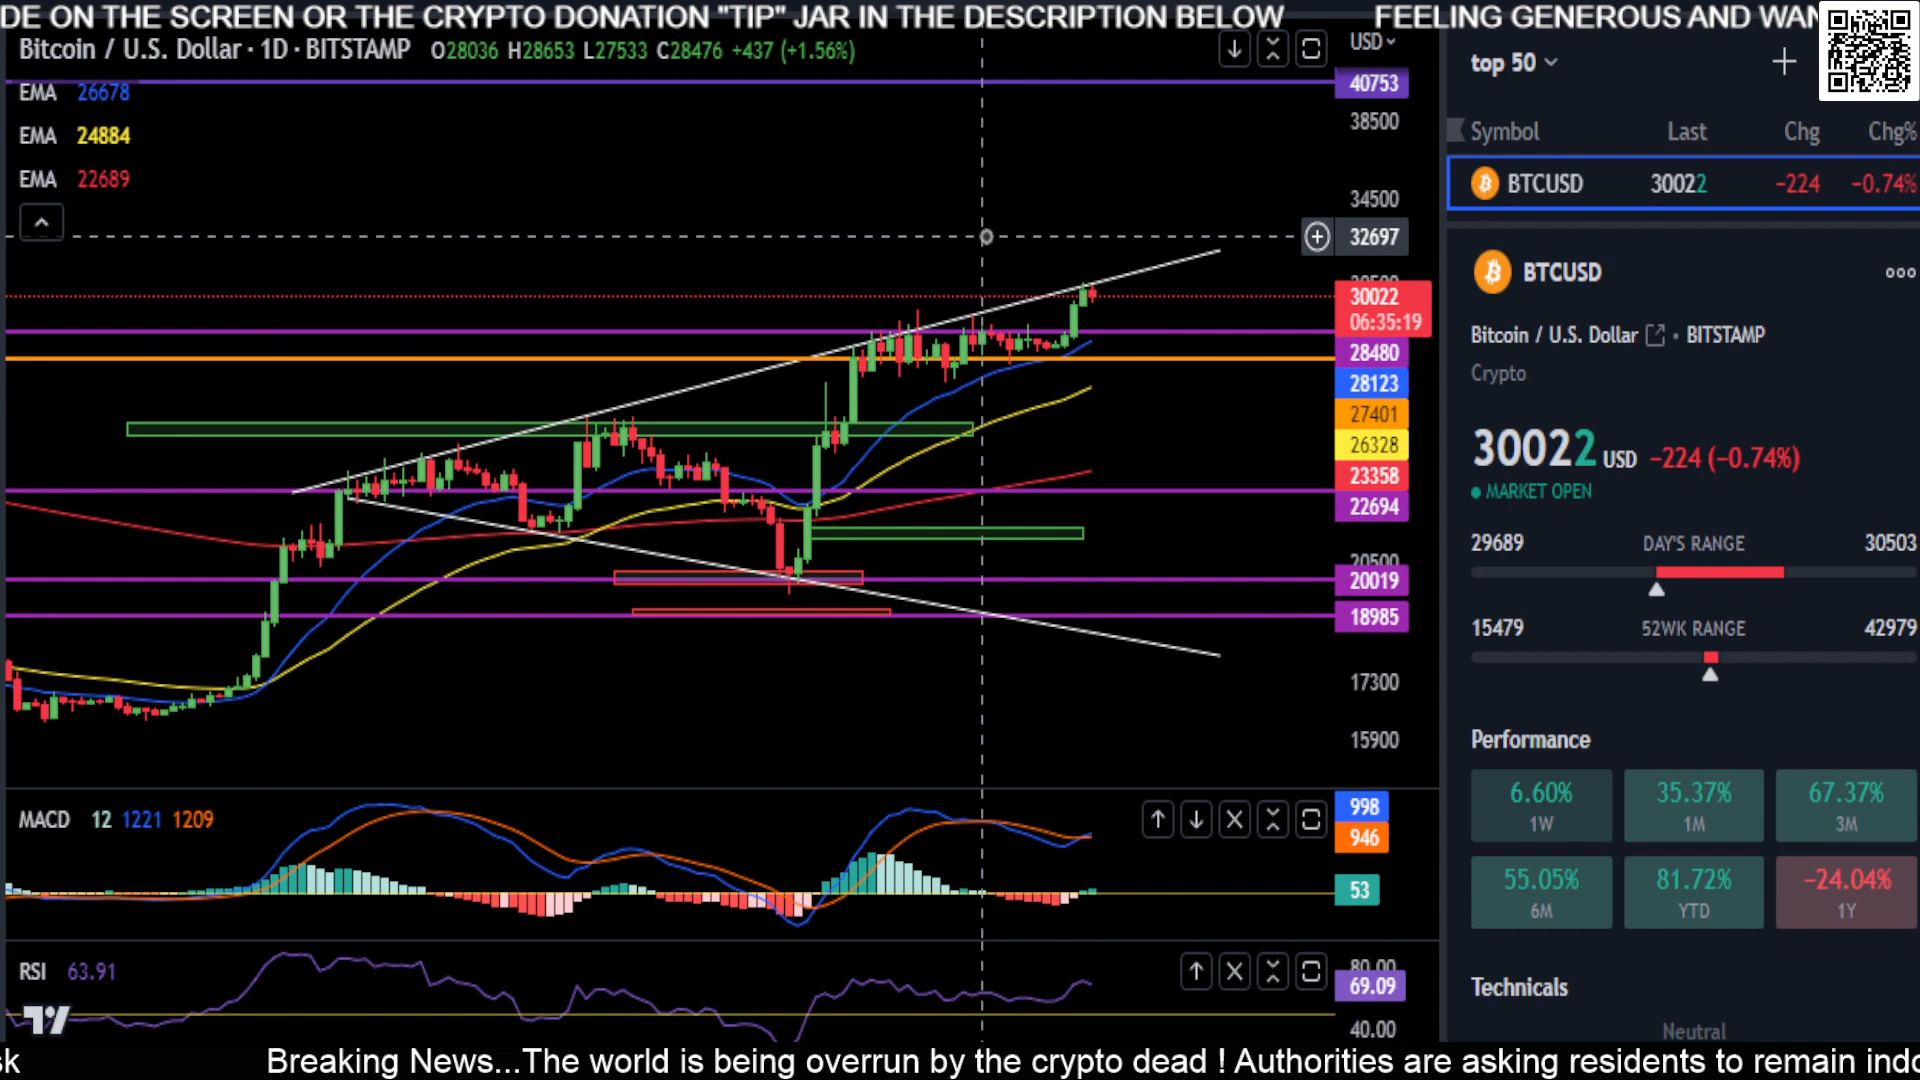 DE ON THE SCREEN OR THE CRYPTO DONATION "TIP" JAR IN THE DESCRIPTION BELOW FEELING GENEROUS AND WAN
Bitcoin / U.S. Dollar · 1D · BITSTAMP O28036 H28653 L27533 C28476 +437 (+1.56%)
EMA 26678
EMA 24884
EMA 22689
USD
40753
38500
34500
32697
30022
06:35:19
28480
28123
27401
26328
23358
22694
20500
20019
18985
17300
15900
MACD 12 1221 1209
998
946
53
RSI 63.91
80.00
69.09
40.00
top 50
Symbol Last Chg Chg%
BTCUSD 30022 −224 −0.74%
BTCUSD
Bitcoin / U.S. Dollar • BITSTAMP
Crypto
30022 USD −224 (−0.74%)
MARKET OPEN
29689 DAY'S RANGE 30503
15479 52WK RANGE 42979
Performance
6.60% 35.37% 67.37%
1W 1M 3M
55.05% 81.72% −24.04%
6M YTD 1Y
Technicals
Neutral
sk Breaking News...The world is being overrun by the crypto dead ! Authorities are asking residents to remain indo